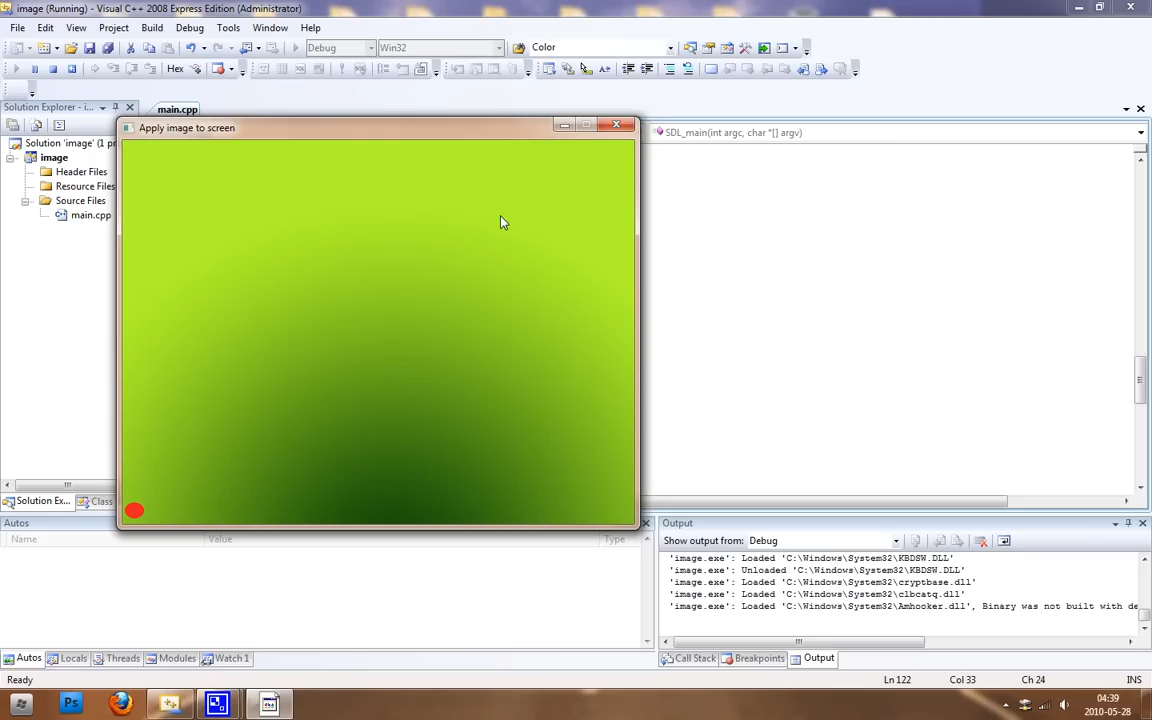 image (Running) - Visual C++ 2008 Express Edition (Administrator)
File Edit View Project Build Debug Tools Window Help
Debug Win32 Color
Hex
Solution Explorer - i...
main.cpp
Apply image to screen
SDL_main(int argc, char *[] argv)
Solution 'image' (1 pr
image
Header Files
Resource Files
Source Files
main.cpp
Solution Ex... Class
Autos
Name Value Type
Output
Show output from: Debug
'image.exe': Loaded 'C:\Windows\System32\KBDSW.DLL'
'image.exe': Unloaded 'C:\Windows\System32\KBDSW.DLL'
'image.exe': Loaded 'C:\Windows\System32\cryptbase.dll'
'image.exe': Loaded 'C:\Windows\System32\clbcatq.dll'
'image.exe': Loaded 'C:\Windows\System32\Amhooker.dll', Binary was not built with de
Autos Locals Threads Modules Watch 1
Call Stack Breakpoints Output
Ready Ln 122 Col 33 Ch 24 INS
Ps
04:39
2010-05-28